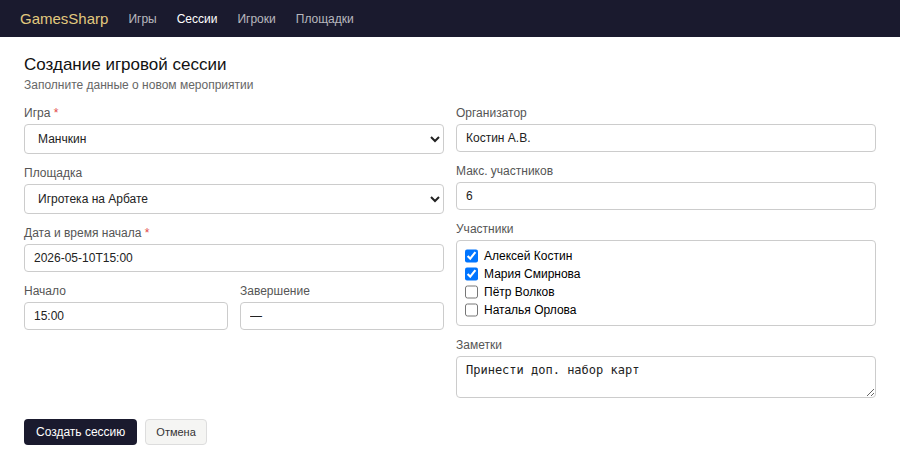 GamesSharp Игры Сессии Игроки Площадки
Создание игровой сессии
Заполните данные о новом мероприятии
Игра *
Манчкин
Площадка
Игротека на Арбате
Дата и время начала *
2026-05-10T15:00
Начало Завершение
15:00 —
Организатор
Костин А.В.
Макс. участников
6
Участники
Алексей Костин
Мария Смирнова
Пётр Волков
Наталья Орлова
Заметки
Принести доп. набор карт
Создать сессию Отмена